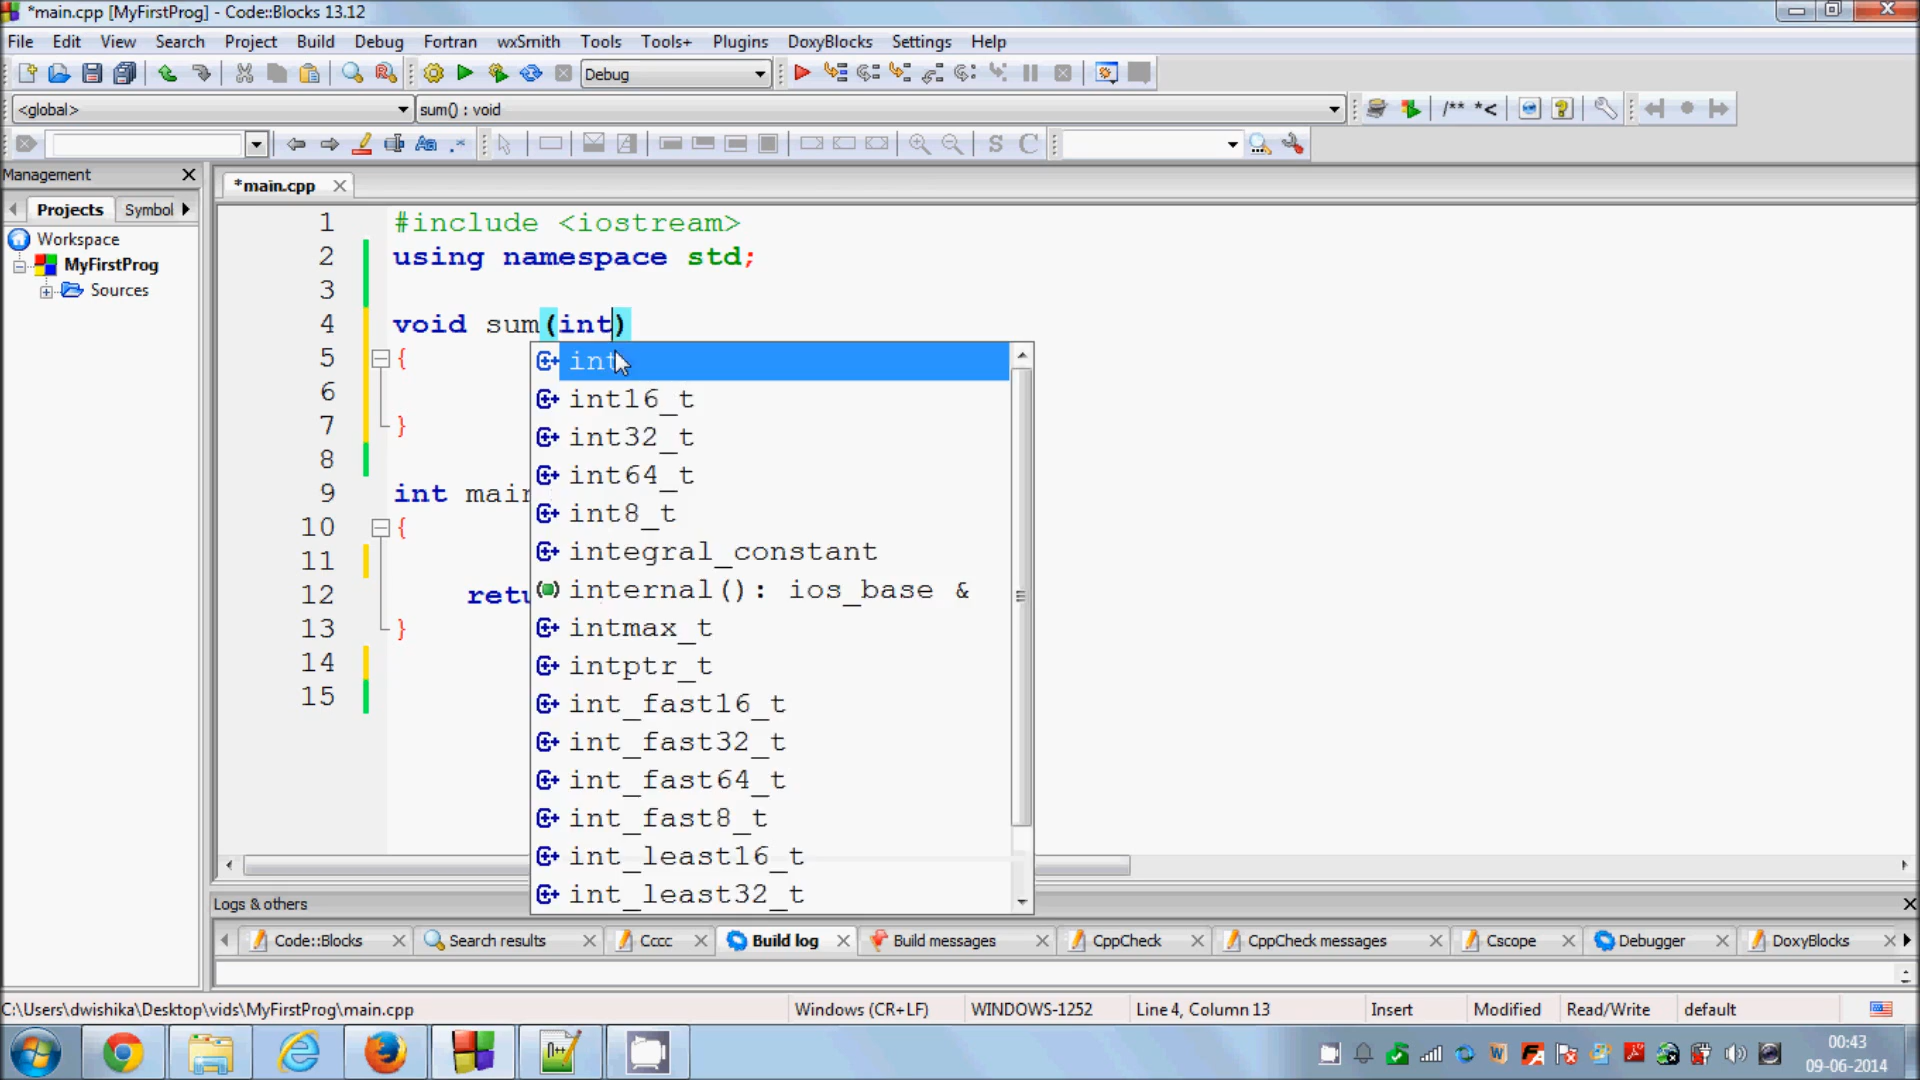 *main.cpp [MyFirstProg] - Code::Blocks 13.12
File Edit View Search Project Build Debug Fortran wxSmith Tools Tools+ Plugins DoxyBlocks Settings Help
Debug
<global> sum() : void
/** *<
Aa .*
S C
Management
*main.cpp
Projects Symbol
Workspace
MyFirstProg
Sources
1 #include <iostream>
2 using namespace std;
3
4 void sum(int)
5 {
6
7 }
8
9 int main
10 {
11
12 retu
13 }
14
15
int
int16_t
int32_t
int64_t
int8_t
integral_constant
internal(): ios_base &
intmax_t
intptr_t
int_fast16_t
int_fast32_t
int_fast64_t
int_fast8_t
int_least16_t
int_least32_t
Logs & others
Code::Blocks Search results Cccc Build log Build messages CppCheck CppCheck messages Cscope Debugger DoxyBlocks
C:\Users\dwishika\Desktop\vids\MyFirstProg\main.cpp Windows (CR+LF) WINDOWS-1252 Line 4, Column 13 Insert Modified Read/Write default
00:43
09-06-2014